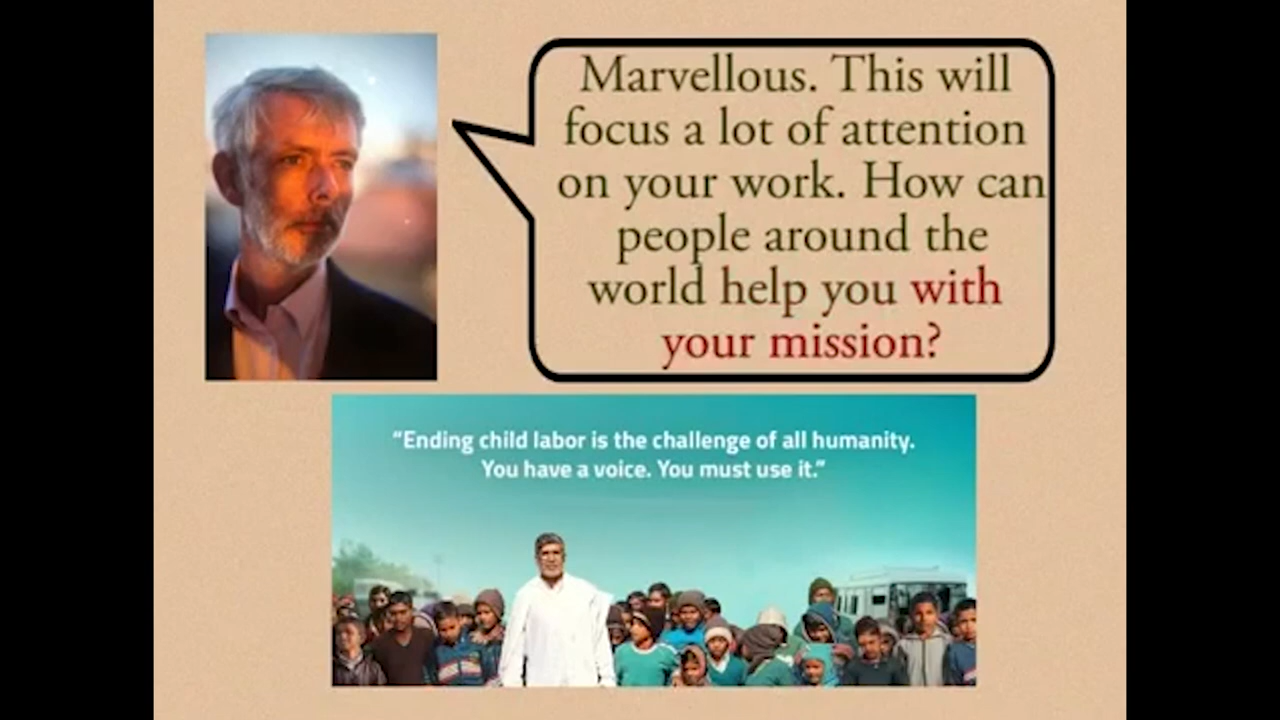 Marvellous. This will
focus a lot of attention
on your work. How can
people around the
world help you with
your mission?
“Ending child labor is the challenge of all humanity.
You have a voice. You must use it.”